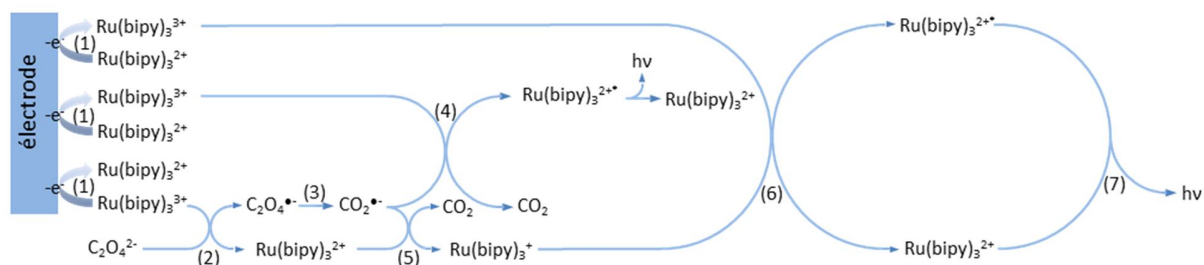 électrode
-e⁻ (1) Ru(bipy)₃³⁺
Ru(bipy)₃²⁺
-e⁻ (1) Ru(bipy)₃³⁺
Ru(bipy)₃²⁺
-e⁻ (1) Ru(bipy)₃²⁺
Ru(bipy)₃³⁺
C₂O₄²⁻
(2)
C₂O₄•⁻ (3) CO₂•⁻
Ru(bipy)₃²⁺
(4)
(5)
CO₂
CO₂
Ru(bipy)₃⁺
Ru(bipy)₃²⁺*
hν
Ru(bipy)₃²⁺
(6)
Ru(bipy)₃²⁺*
Ru(bipy)₃²⁺
(7)
hν